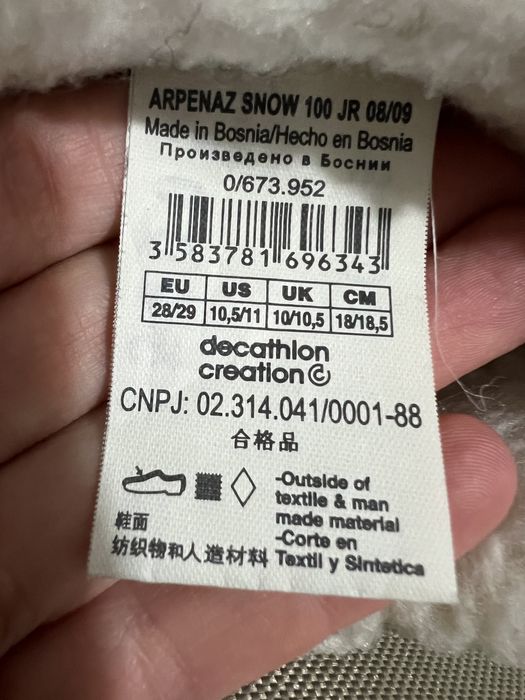 ARPENAZ SNOW 100 JR 08/09
Made in Bosnia/Hecho en Bosnia
Произведено в Боснии
0/673.952
3 583781 696343
EU US UK CM
28/29 10,5/11 10/10,5 18/18,5
decathlon
creation
CNPJ: 02.314.041/0001-88
合格品
-Outside of
textile & man
made material
-Corte en
Textil y Sintetica
鞋面
纺织物和人造材料